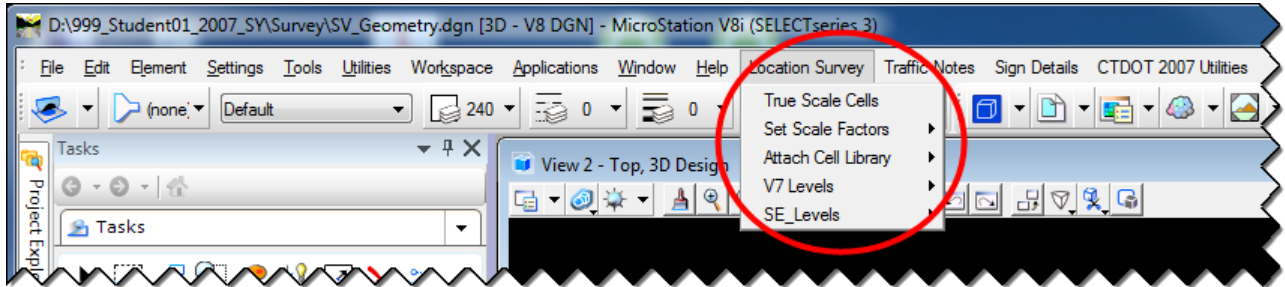 D:\999_Student01_2007_SY\Survey\SV_Geometry.dgn [3D - V8 DGN] - MicroStation V8i (SELECTseries 3)
File Edit Element Settings Tools Utilities Workspace Applications Window Help Location Survey Traffic Notes Sign Details CTDOT 2007 Utilities
(none) Default 240 0 0
True Scale Cells
Set Scale Factors
Attach Cell Library
V7 Levels
SE_Levels
Tasks
View 2 - Top, 3D Design
Tasks
Project